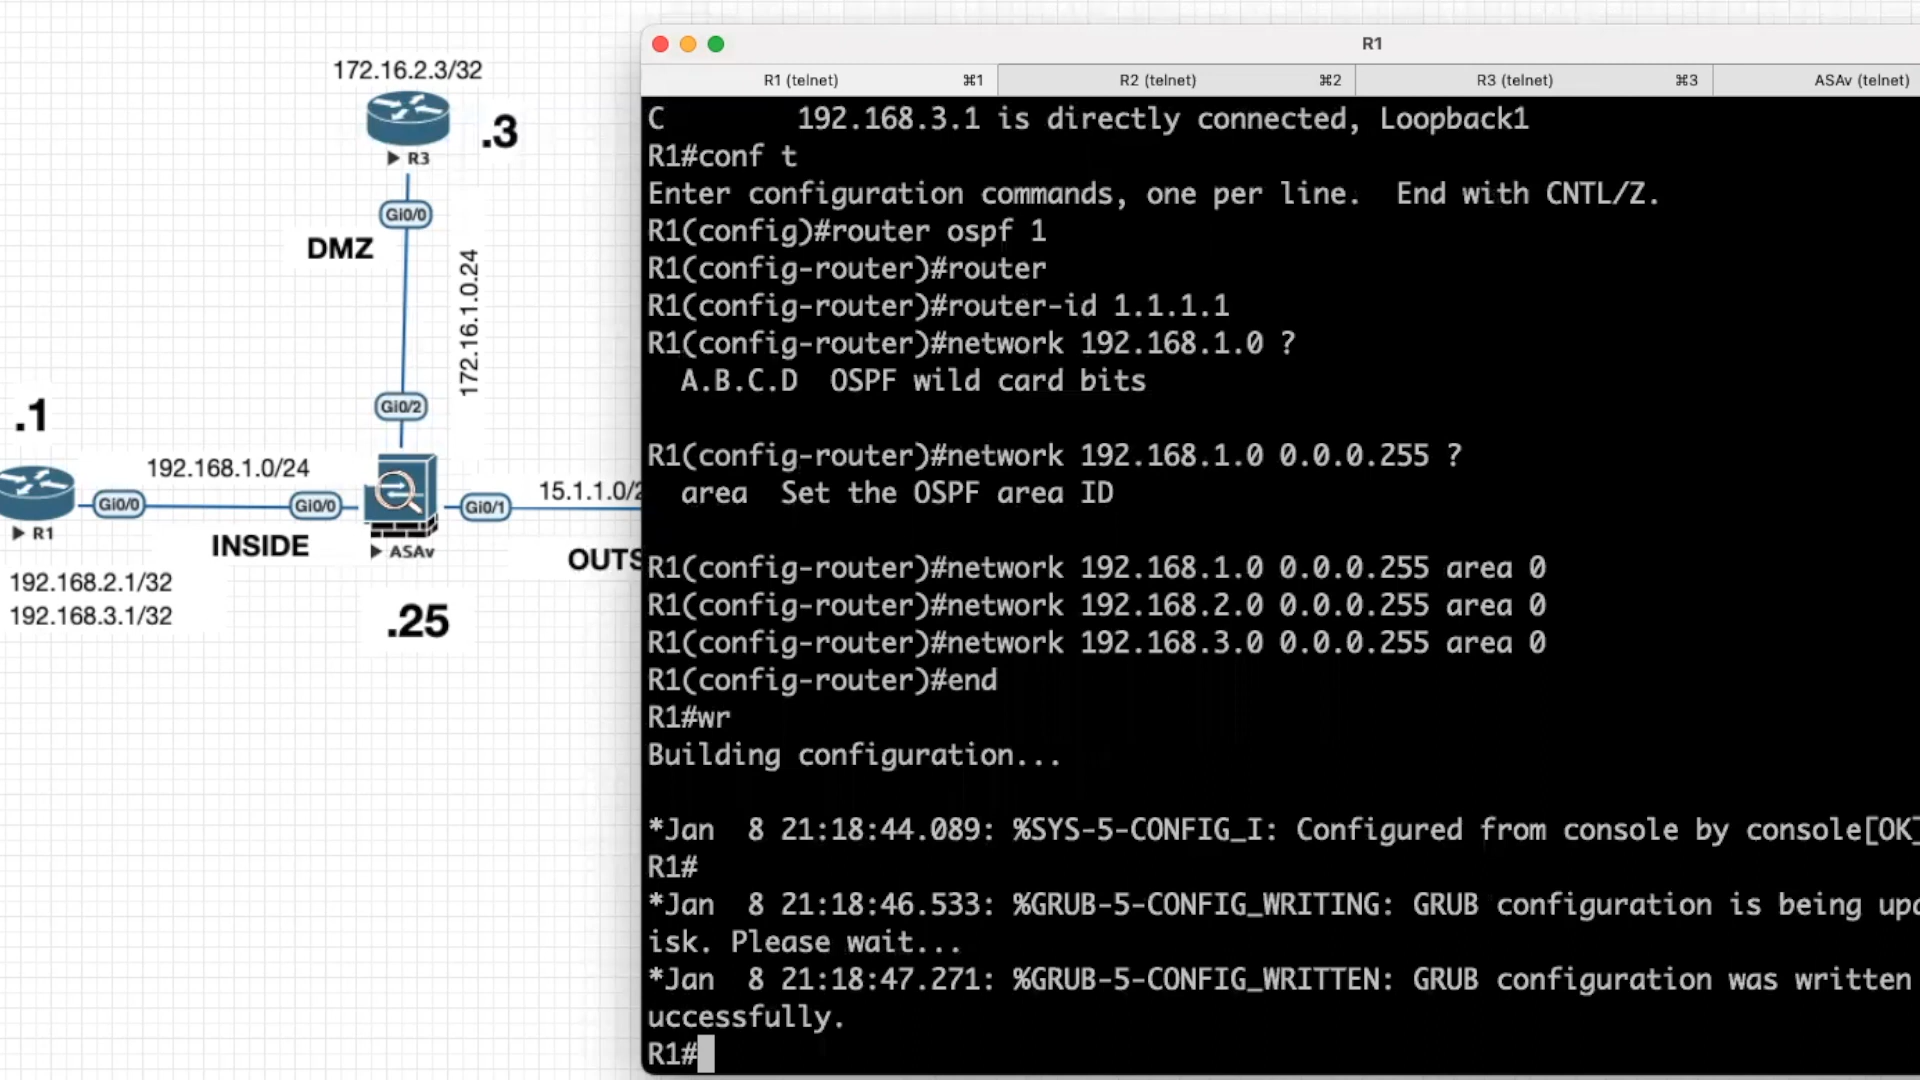 172.16.2.3/32
.3
R3
Gi0/0
DMZ
172.16.1.0.24
Gi0/2
.1
192.168.1.0/24
15.1.1.0/2
Gi0/0
Gi0/0
Gi0/1
R1
INSIDE
ASAv
OUTS
192.168.2.1/32
192.168.3.1/32
.25
R1
R1 (telnet) ⌘1
R2 (telnet) ⌘2
R3 (telnet) ⌘3
ASAv (telnet)
C 192.168.3.1 is directly connected, Loopback1
R1#conf t
Enter configuration commands, one per line. End with CNTL/Z.
R1(config)#router ospf 1
R1(config-router)#router
R1(config-router)#router-id 1.1.1.1
R1(config-router)#network 192.168.1.0 ?
A.B.C.D OSPF wild card bits
R1(config-router)#network 192.168.1.0 0.0.0.255 ?
area Set the OSPF area ID
R1(config-router)#network 192.168.1.0 0.0.0.255 area 0
R1(config-router)#network 192.168.2.0 0.0.0.255 area 0
R1(config-router)#network 192.168.3.0 0.0.0.255 area 0
R1(config-router)#end
R1#wr
Building configuration...
*Jan 8 21:18:44.089: %SYS-5-CONFIG_I: Configured from console by console[OK]
R1#
*Jan 8 21:18:46.533: %GRUB-5-CONFIG_WRITING: GRUB configuration is being upd
isk. Please wait...
*Jan 8 21:18:47.271: %GRUB-5-CONFIG_WRITTEN: GRUB configuration was written
uccessfully.
R1#